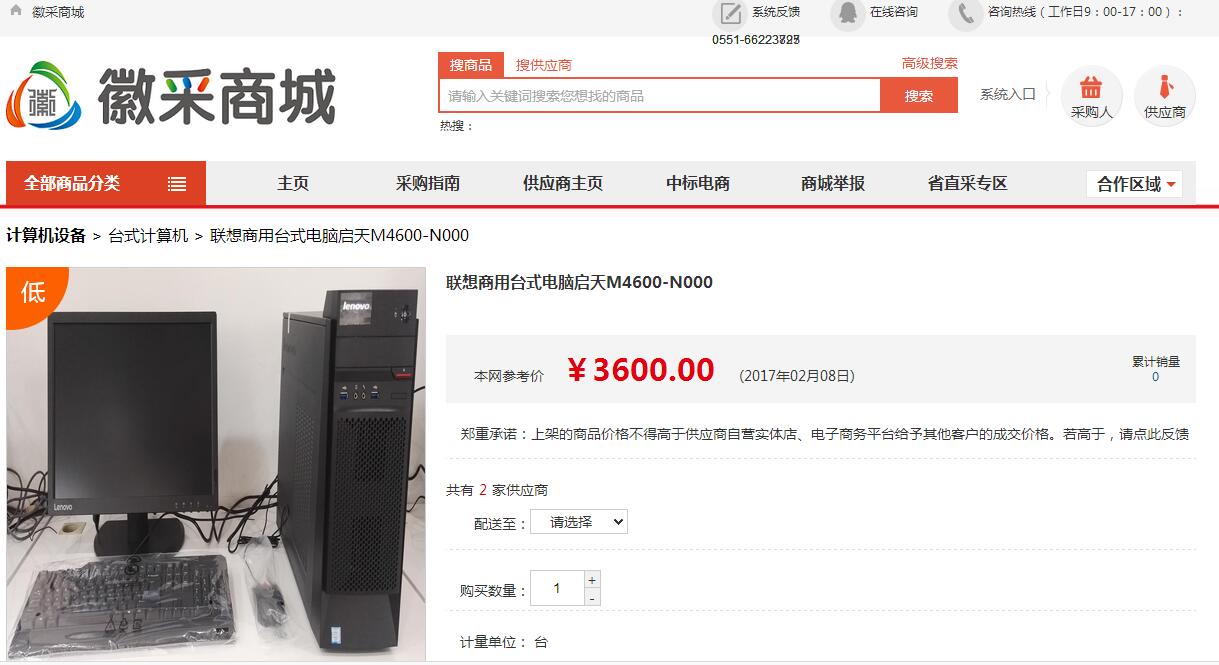 徽采商城
系统反馈
在线咨询
咨询热线（工作日9：00-17：00）：
徽采商城
搜商品
搜供应商
高级搜索
请输入关键词搜索您想找的商品
搜索
热搜：
系统入口
采购人
供应商
全部商品分类
主页
采购指南
供应商主页
中标电商
商城举报
省直采专区
合作区域
计算机设备 > 台式计算机 > 联想商用台式电脑启天M4600-N000
低
lenovo
Lenovo
联想商用台式电脑启天M4600-N000
本网参考价
￥3600.00
(2017年02月08日)
累计销量
0
郑重承诺：上架的商品价格不得高于供应商自营实体店、电子商务平台给予其他客户的成交价格。若高于，请点此反馈
共有 2 家供应商
配送至：
请选择
购买数量：
1
+
-
计量单位： 台